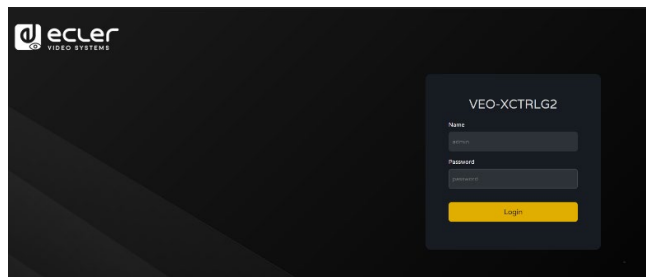 ecler
VIDEO SYSTEMS
VEO-XCTRLG2
Name
admin
Password
password
Login